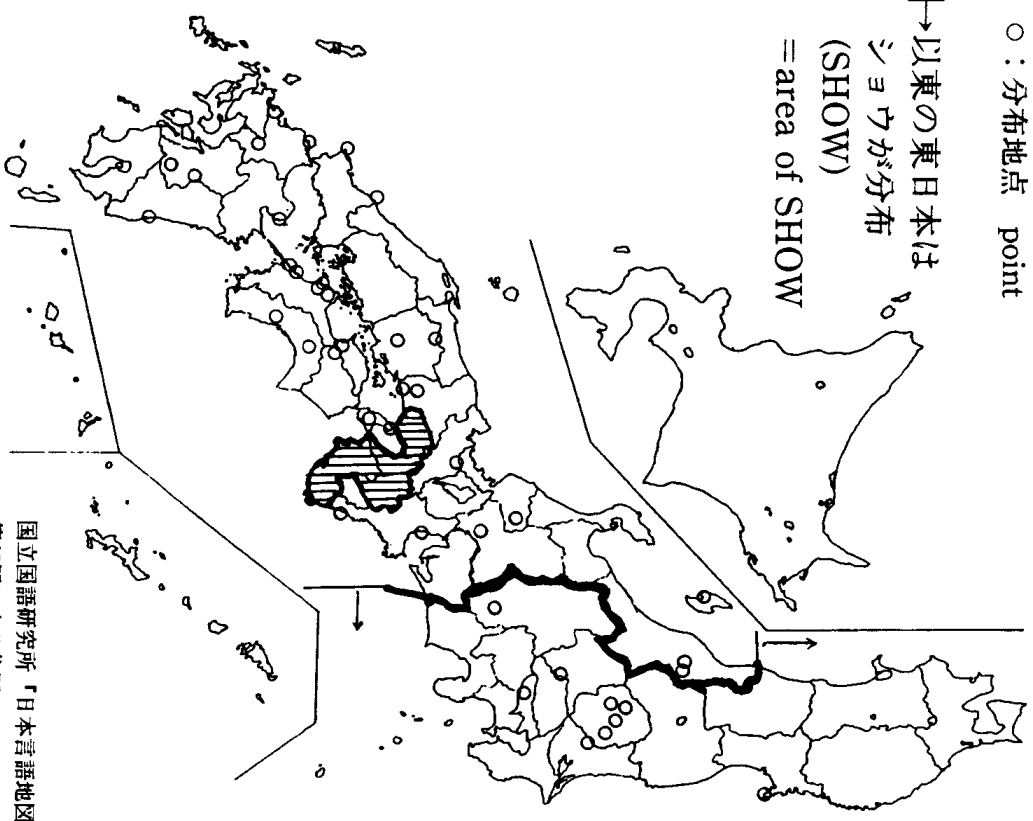 ○：分布地点 point
以東の東日本は
ショウが分布
(SHOW)
=area of SHOW
国立国語研究所『日本言語地図